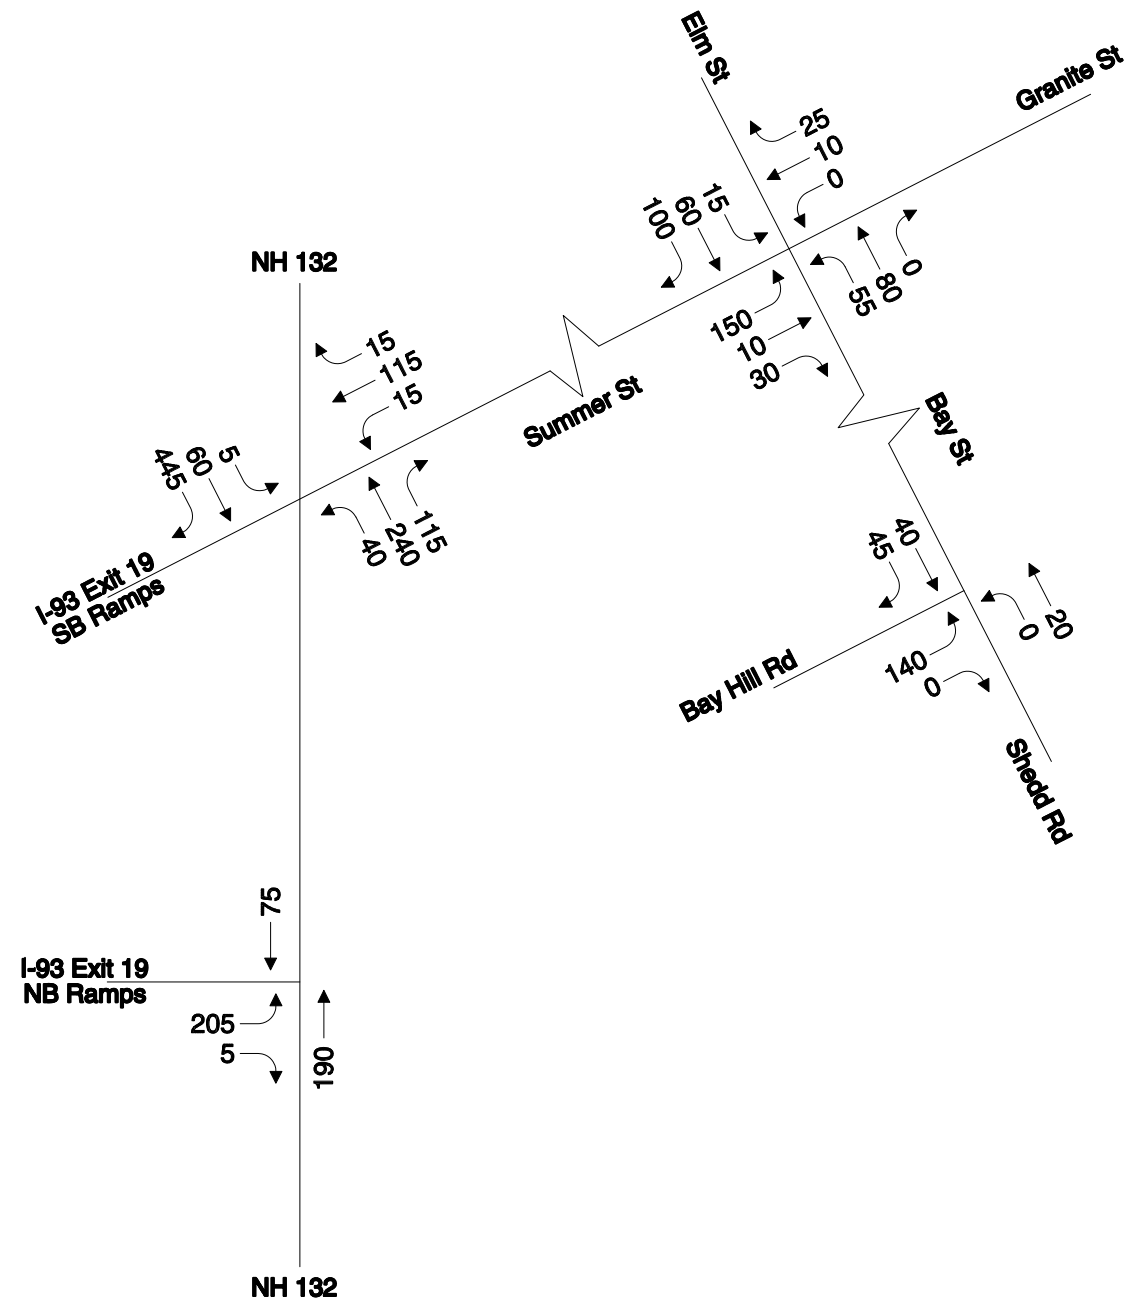 Elm St
Granite St
25
10
0
15
60
100
0
80
55
150
10
30
NH 132
15
115
15
Summer St
Bay St
5
60
445
115
240
40
I-93 Exit 19
SB Ramps
40
45
20
0
140
0
Bay Hill Rd
Shedd Rd
75
I-93 Exit 19
NB Ramps
205
5
190
NH 132